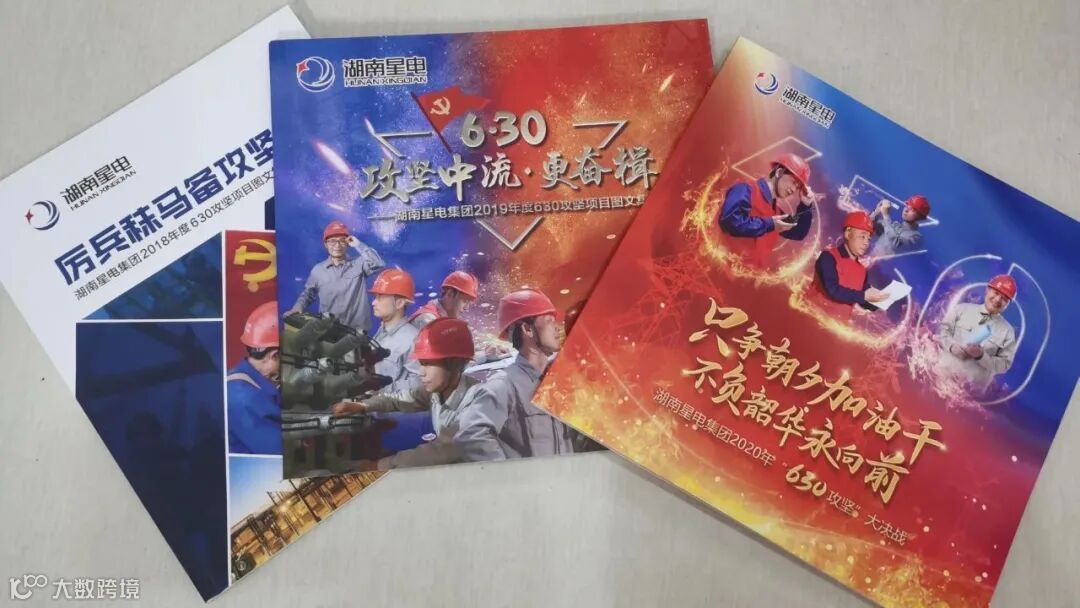 湖南星电
HUNAN XINGDIAN
厉兵秣马备攻坚
湖南星电集团2018年度630攻坚项目图文
湖南星电
HUNAN XINGDIAN
6·30
攻坚中流·更奋楫
——湖南星电集团2019年度630攻坚项目图文
湖南星电
HUNAN XINGDIAN
630
只争朝夕加油干
不负韶华永向前
湖南星电集团2020年“630攻坚”大决战
大数跨境